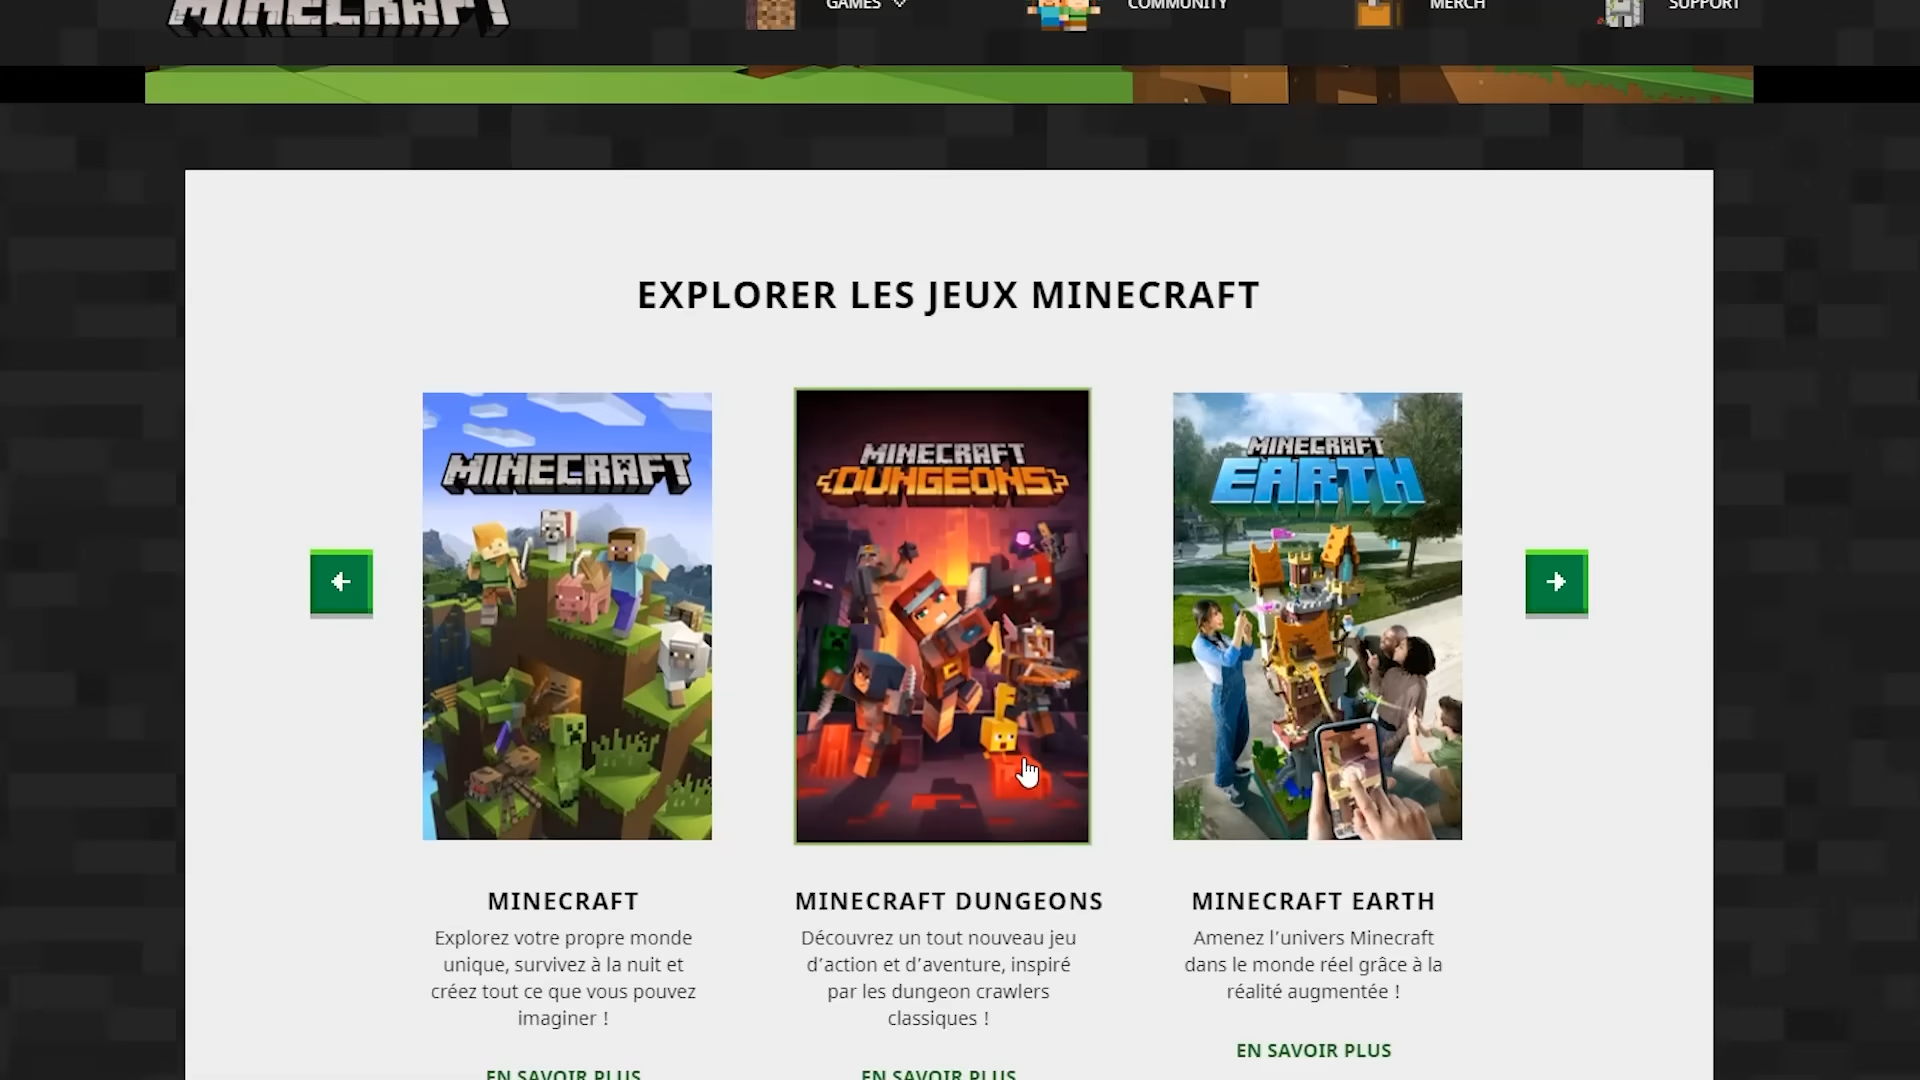 MINECRAFT
GAMES
COMMUNITY
MERCH
SUPPORT
EXPLORER LES JEUX MINECRAFT
MINECRAFT
MINECRAFT
DUNGEONS
MINECRAFT
EARTH
MINECRAFT
Explorez votre propre monde
unique, survivez à la nuit et
créez tout ce que vous pouvez
imaginer !
EN SAVOIR PLUS
MINECRAFT DUNGEONS
Découvrez un tout nouveau jeu
d’action et d’aventure, inspiré
par les dungeon crawlers
classiques !
EN SAVOIR PLUS
MINECRAFT EARTH
Amenez l’univers Minecraft
dans le monde réel grâce à la
réalité augmentée !
EN SAVOIR PLUS